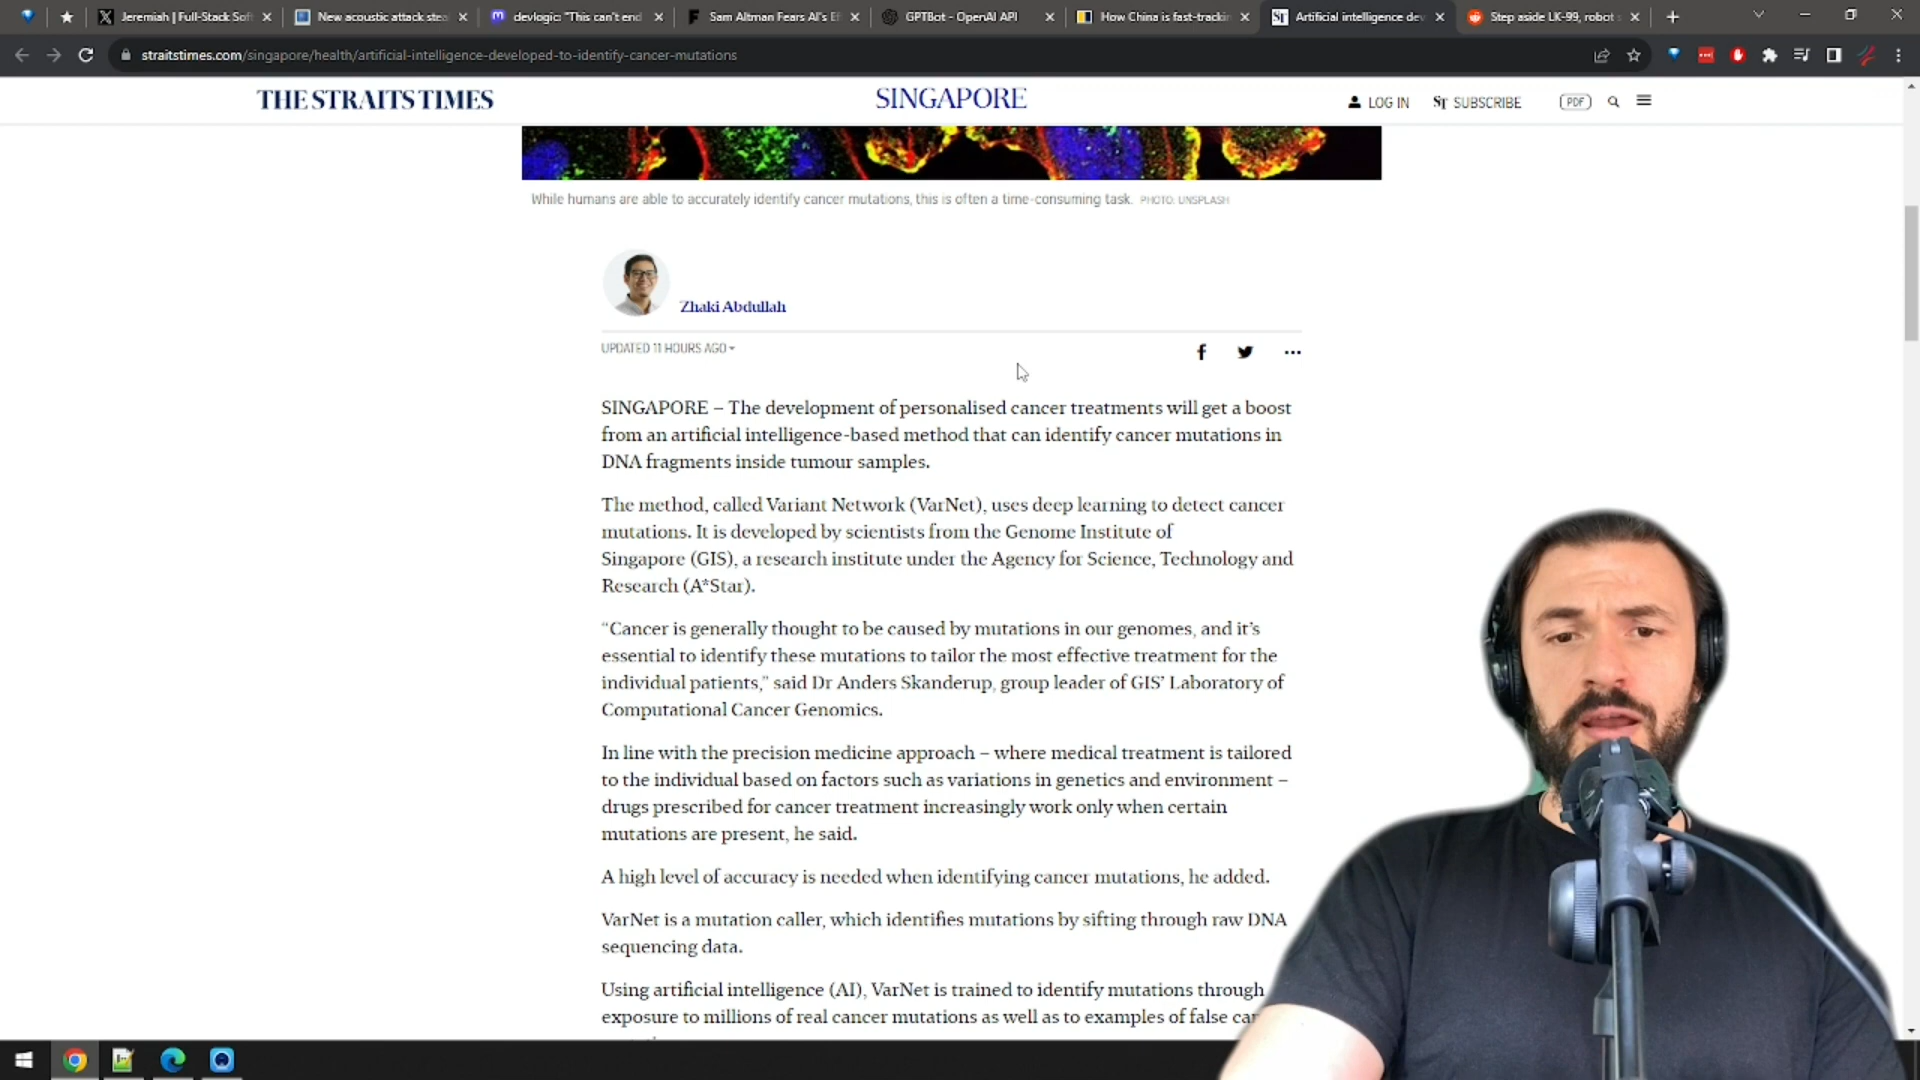 Jeremiah | Full-Stack Soft
New acoustic attack stea
devlogic: "This can't end
Sam Altman Fears AI's Ef
GPTBot - OpenAI API
How China is fast-trackin
Artificial intelligence dev
Step aside LK-99, robot s
straitstimes.com/singapore/health/artificial-intelligence-developed-to-identify-cancer-mutations
THE STRAITS TIMES
SINGAPORE
LOG IN
ST SUBSCRIBE
PDF
While humans are able to accurately identify cancer mutations, this is often a time-consuming task. PHOTO: UNSPLASH
Zhaki Abdullah
UPDATED 11 HOURS AGO
SINGAPORE – The development of personalised cancer treatments will get a boost
from an artificial intelligence-based method that can identify cancer mutations in
DNA fragments inside tumour samples.
The method, called Variant Network (VarNet), uses deep learning to detect cancer
mutations. It is developed by scientists from the Genome Institute of
Singapore (GIS), a research institute under the Agency for Science, Technology and
Research (A*Star).
“Cancer is generally thought to be caused by mutations in our genomes, and it’s
essential to identify these mutations to tailor the most effective treatment for the
individual patients,” said Dr Anders Skanderup, group leader of GIS’ Laboratory of
Computational Cancer Genomics.
In line with the precision medicine approach – where medical treatment is tailored
to the individual based on factors such as variations in genetics and environment –
drugs prescribed for cancer treatment increasingly work only when certain
mutations are present, he said.
A high level of accuracy is needed when identifying cancer mutations, he added.
VarNet is a mutation caller, which identifies mutations by sifting through raw DNA
sequencing data.
Using artificial intelligence (AI), VarNet is trained to identify mutations through
exposure to millions of real cancer mutations as well as to examples of false